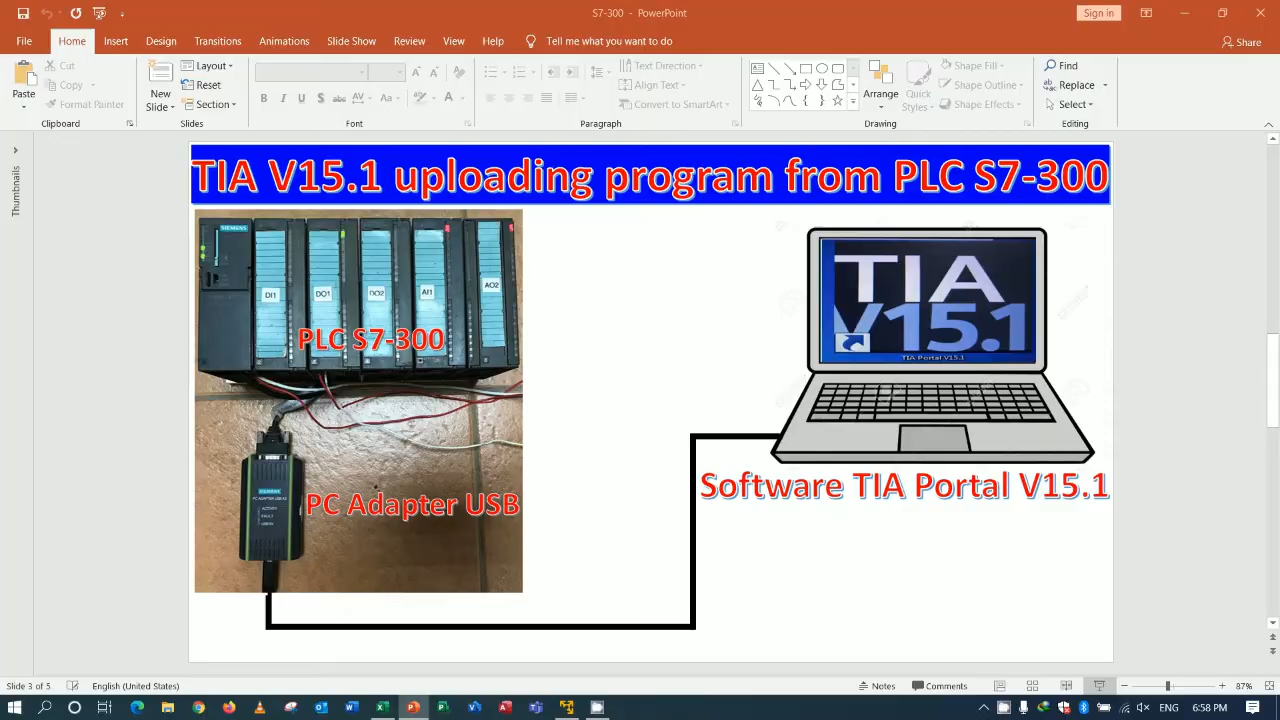 S7-300 - PowerPoint
Sign in
File Home Insert Design Transitions Animations Slide Show Review View Help Tell me what you want to do
Share
Paste
Cut
Copy
Format Painter
Clipboard
New Slide
Layout
Reset
Section
Slides
Font
Text Direction
Align Text
Convert to SmartArt
Paragraph
Arrange
Quick Styles
Shape Fill
Shape Outline
Shape Effects
Drawing
Find
Replace
Select
Editing
Thumbnails
TIA V15.1 uploading program from PLC S7-300
SIEMENS
DI1 DO1 DO2 AI1 AO2
PLC S7-300
SIEMENS
PC ADAPTER USB A2
PC Adapter USB
TIA
V15.1
TIA Portal V15.1
Software TIA Portal V15.1
Slide 3 of 5
English (United States)
Notes
Comments
87%
ENG
6:58 PM